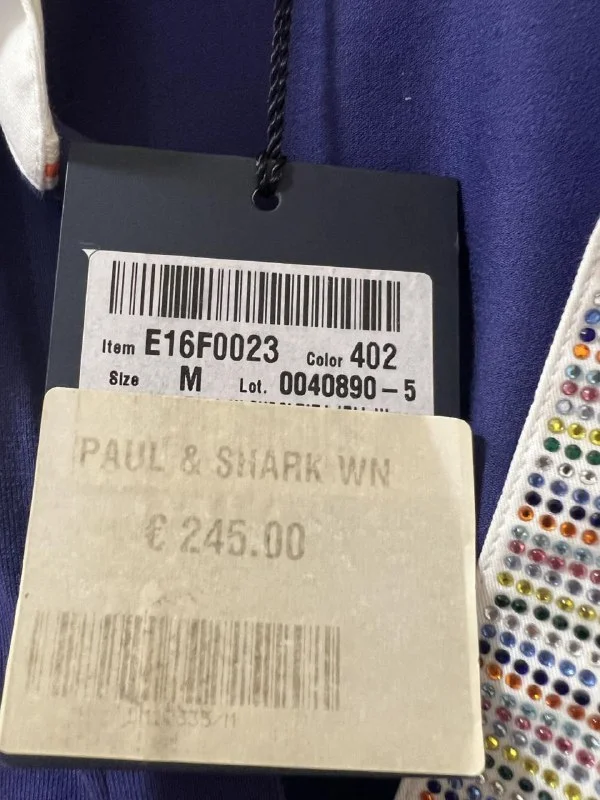 Item E16F0023 Color 402
Size M Lot. 0040890-5
PAUL & SHARK WN
€ 245.00